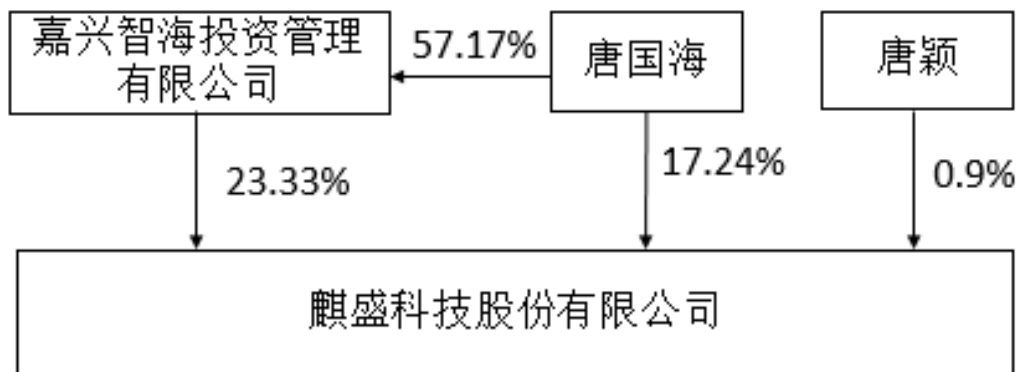 嘉兴智海投资管理
有限公司
57.17%
唐国海
唐颖
23.33%
17.24%
0.9%
麒盛科技股份有限公司